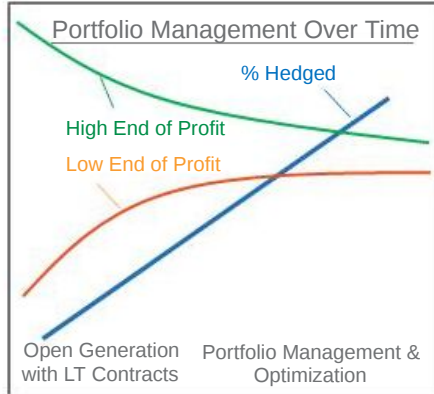 Portfolio Management Over Time
% Hedged
High End of Profit
Low End of Profit
Open Generation
with LT Contracts
Portfolio Management &
Optimization